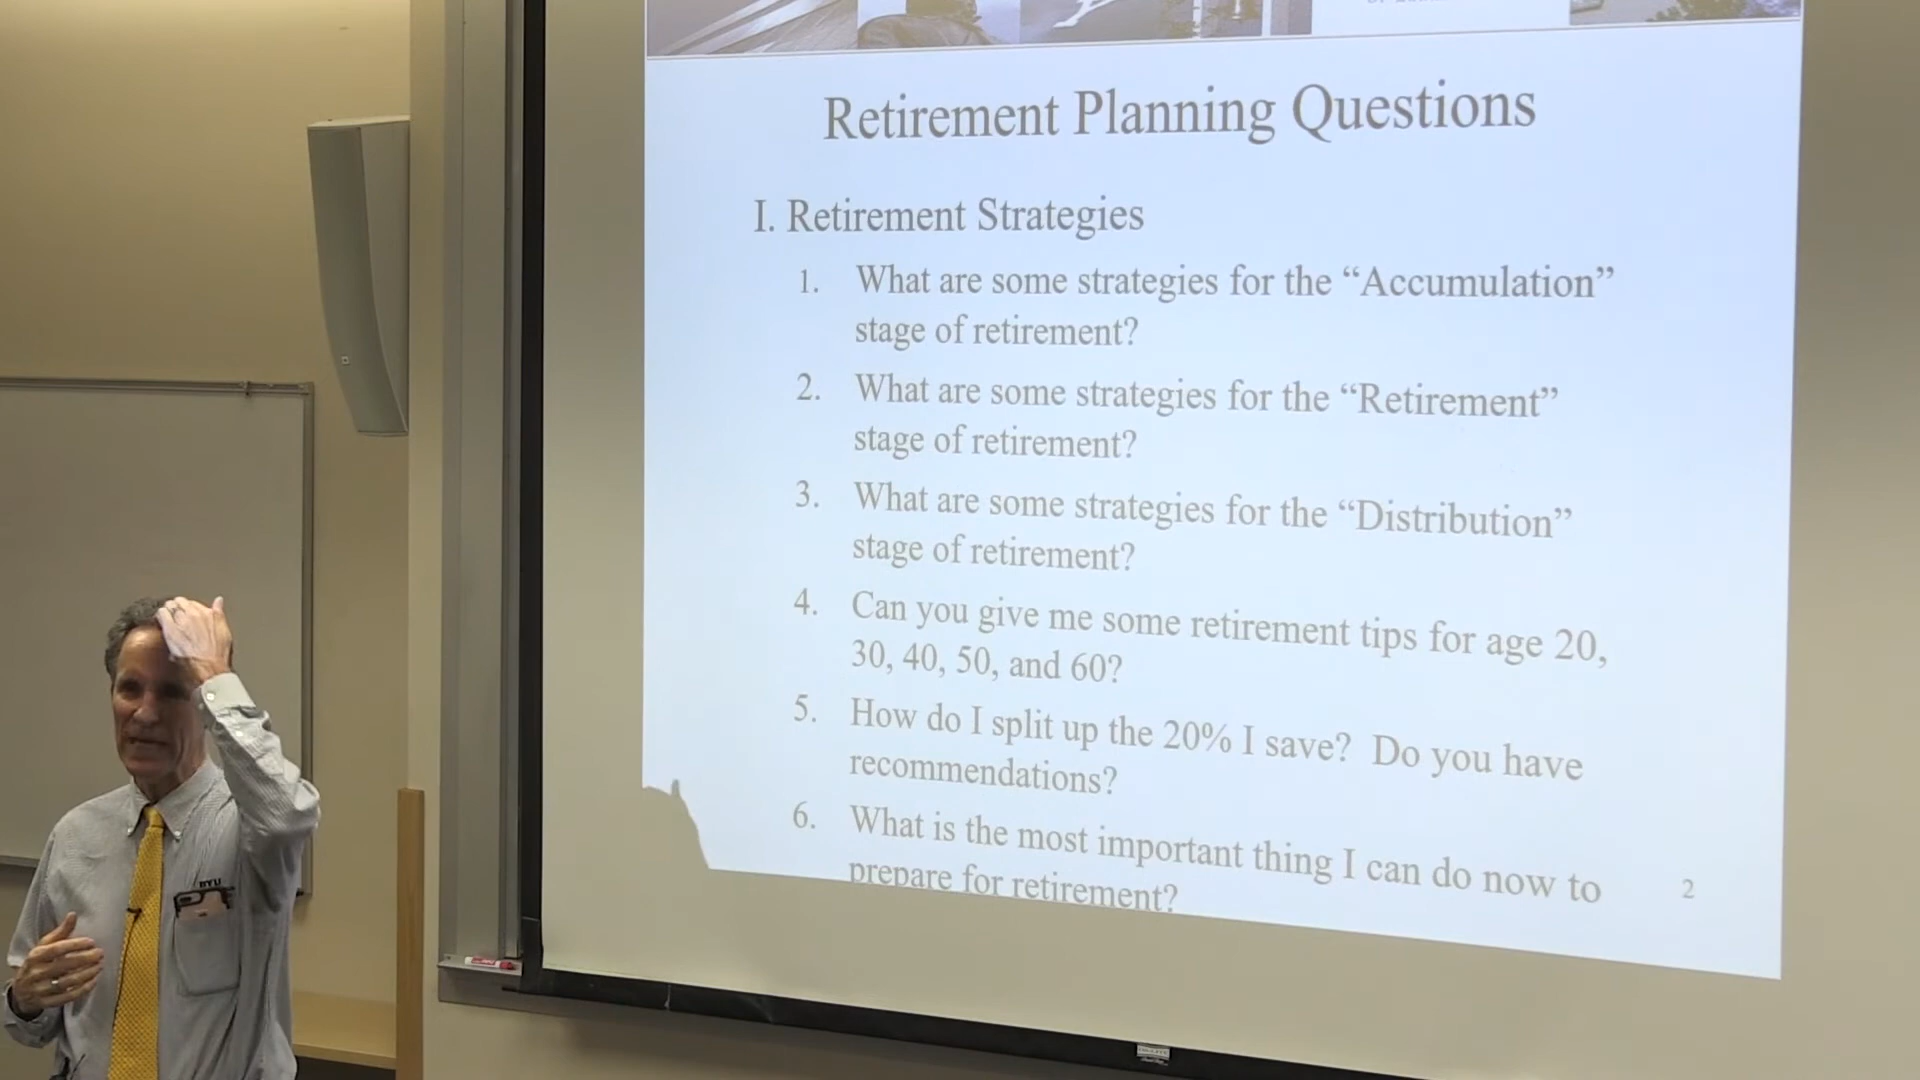 Retirement Planning Questions
I. Retirement Strategies
1. What are some strategies for the “Accumulation”
stage of retirement?
2. What are some strategies for the “Retirement”
stage of retirement?
3. What are some strategies for the “Distribution”
stage of retirement?
4. Can you give me some retirement tips for age 20,
30, 40, 50, and 60?
5. How do I split up the 20% I save? Do you have
recommendations?
6. What is the most important thing I can do now to
prepare for retirement?
2
BYU